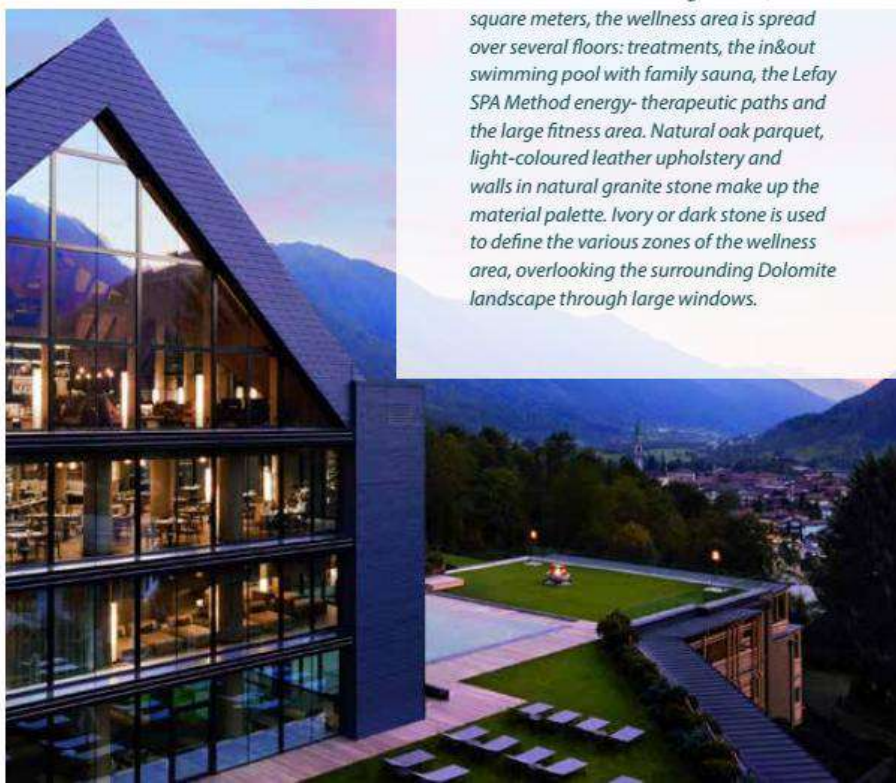 square meters, the wellness area is spread
over several floors: treatments, the in&out
swimming pool with family sauna, the Lefay
SPA Method energy- therapeutic paths and
the large fitness area. Natural oak parquet,
light-coloured leather upholstery and
walls in natural granite stone make up the
material palette. Ivory or dark stone is used
to define the various zones of the wellness
area, overlooking the surrounding Dolomite
landscape through large windows.